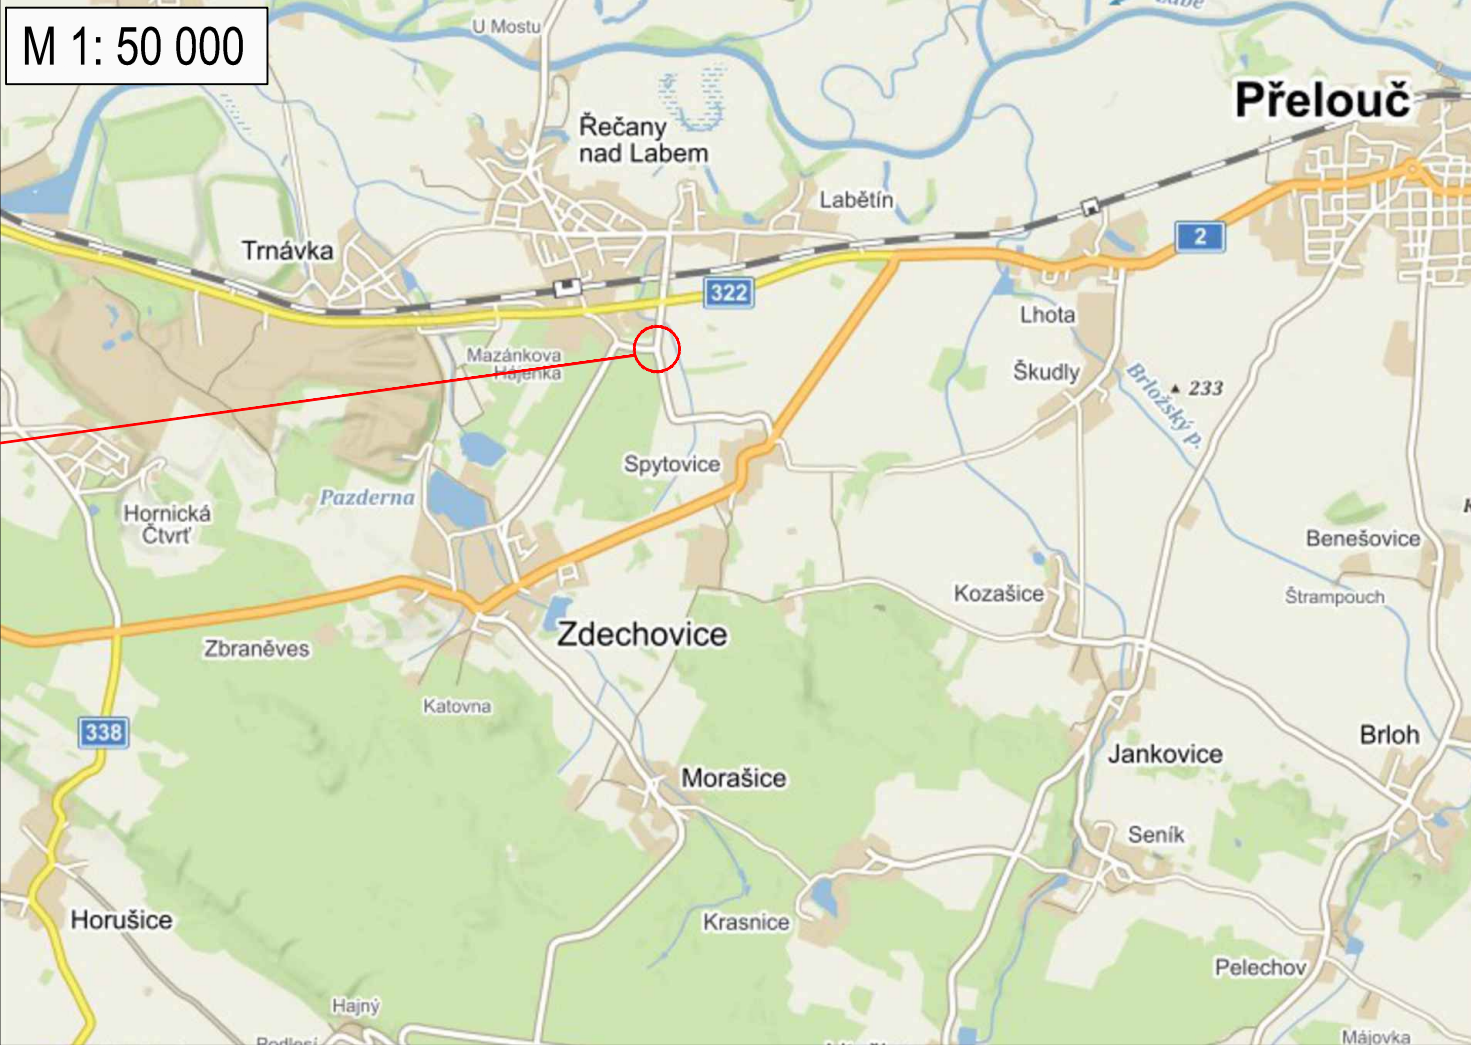 Labe
U Mostu
M 1: 50 000
Přelouč
Řečany
nad Labem
Labětín
2
Trnávka
322
Lhota
Mazánkova
Hájenka
Škudly
Brložský p.
233
Spytovice
Pazderna
Hornická
Čtvrť
Benešovice
Kozašice
Štrampouch
Zdechovice
Zbraněves
Katovna
338
Brloh
Jankovice
Morašice
Seník
Horušice
Krasnice
Pelechov
Hajný
Májovka